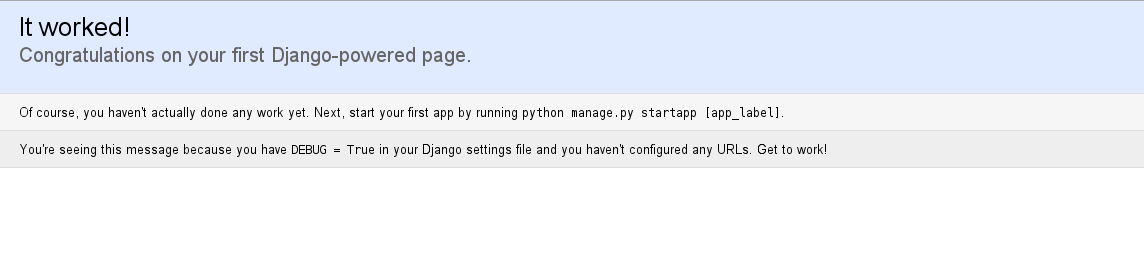 It worked!
Congratulations on your first Django-powered page.
Of course, you haven't actually done any work yet. Next, start your first app by running python manage.py startapp [app_label].
You're seeing this message because you have DEBUG = True in your Django settings file and you haven't configured any URLs. Get to work!